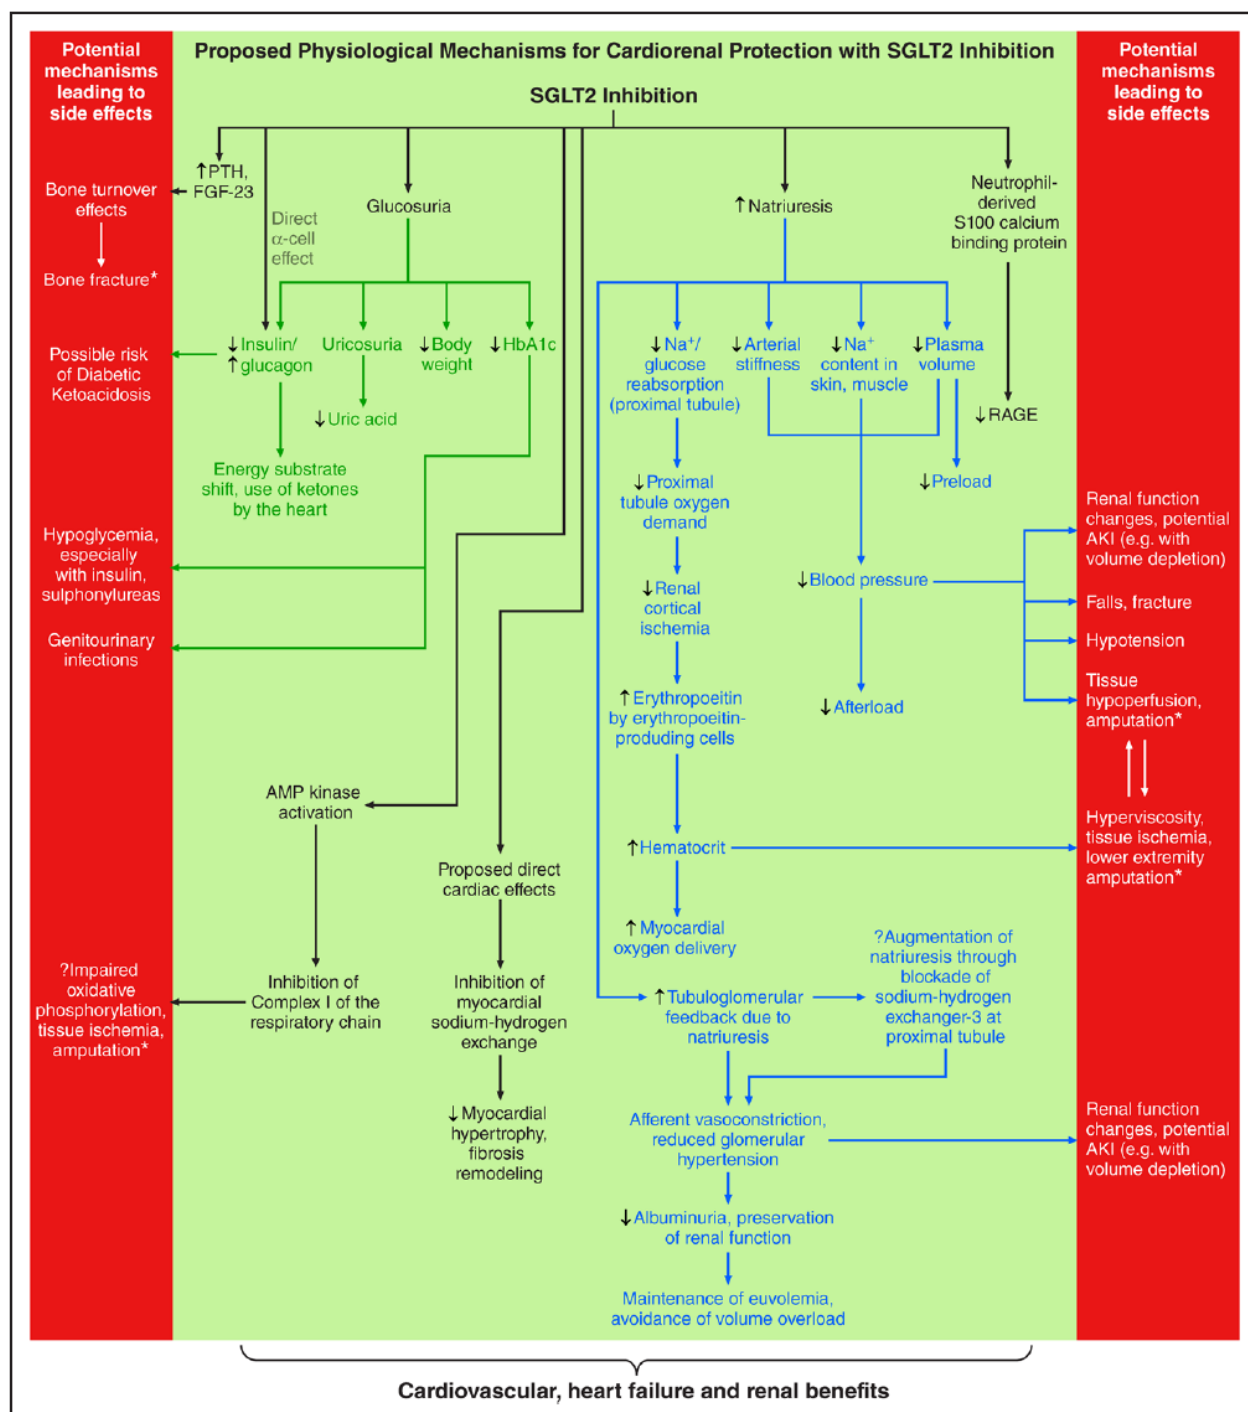 Potential
mechanisms
leading to
side effects
Proposed Physiological Mechanisms for Cardiorenal Protection with SGLT2 Inhibition
Potential
mechanisms
leading to
side effects
SGLT2 Inhibition
Bone turnover
effects
Bone fracture*
↑PTH,
FGF-23
Direct
α-cell
effect
Glucosuria
↑Natriuresis
Neutrophil-
derived
S100 calcium
binding protein
Possible risk
of Diabetic
Ketoacidosis
↓Insulin/
↑glucagon
Uricosuria
↓Body
weight
↓HbA1c
↓Na+/
glucose
reabsorption
(proximal tubule)
↓Arterial
stiffness
↓Na+
content in
skin, muscle
↓Plasma
volume
↓RAGE
↓Uric acid
Energy substrate
shift, use of ketones
by the heart
↓Proximal
tubule oxygen
demand
↓Preload
Hypoglycemia,
especially
with insulin,
sulphonylureas
Genitourinary
infections
↓Renal
cortical
ischemia
↓Blood pressure
Renal function
changes, potential
AKI (e.g. with
volume depletion)
Falls, fracture
Hypotension
Tissue
hypoperfusion,
amputation*
↑Erythropoeitin
by erythropoeitin-
produding cells
↓Afterload
AMP kinase
activation
Proposed direct
cardiac effects
↑Hematocrit
Hyperviscosity,
tissue ischemia,
lower extremity
amputation*
↑Myocardial
oxygen delivery
?Impaired
oxidative
phosphorylation,
tissue ischemia,
amputation*
Inhibition of
Complex I of the
respiratory chain
Inhibition of
myocardial
sodium-hydrogen
exchange
↑Tubuloglomerular
feedback due to
natriuresis
?Augmentation of
natriuresis through
blockade of
sodium-hydrogen
exchanger-3 at
proximal tubule
↓Myocardial
hypertrophy,
fibrosis
remodeling
Afferent vasoconstriction,
reduced glomerular
hypertension
Renal function
changes, potential
AKI (e.g. with
volume depletion)
↓Albuminuria, preservation
of renal function
Maintenance of euvolemia,
avoidance of volume overload
Cardiovascular, heart failure and renal benefits